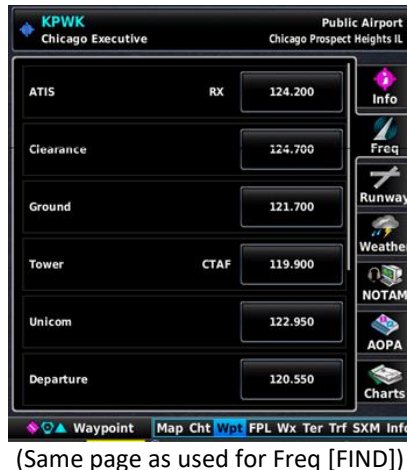 KPWK Public Airport
Chicago Executive Chicago Prospect Heights IL
ATIS RX 124.200
Info
Clearance 124.700
Freq
Ground 121.700
Runway
Weather
Tower CTAF 119.900
NOTAM
Unicom 122.950
AOPA
Departure 120.550
Charts
Waypoint Map Cht Wpt FPL Wx Ter Trf SXM Info
(Same page as used for Freq [FIND])